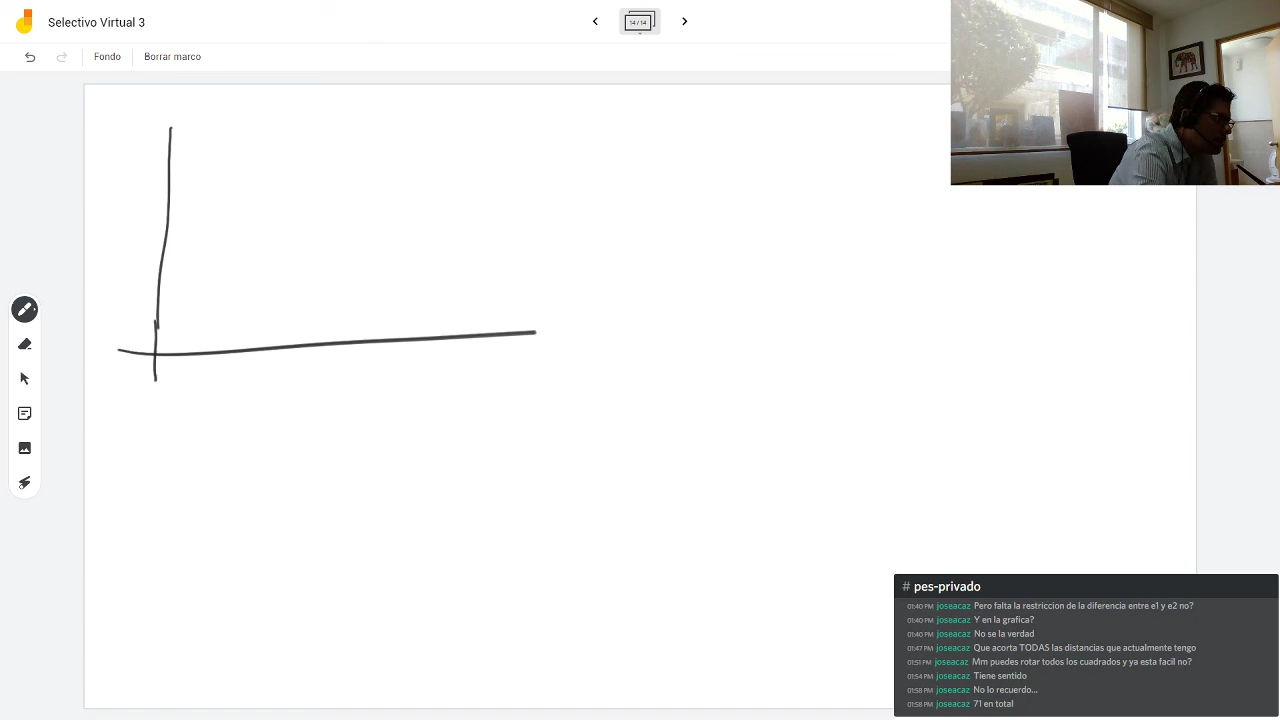 Selectivo Virtual 3
14 / 14
Fondo
Borrar marco
# pes-privado
01:40 PM joseacaz Pero falta la restriccion de la diferencia entre e1 y e2 no?
01:40 PM joseacaz Y en la grafica?
01:40 PM joseacaz No se la verdad
01:47 PM joseacaz Que acorta TODAS las distancias que actualmente tengo
01:51 PM joseacaz Mm puedes rotar todos los cuadrados y ya esta facil no?
01:54 PM joseacaz Tiene sentido
01:58 PM joseacaz No lo recuerdo...
01:58 PM joseacaz 71 en total